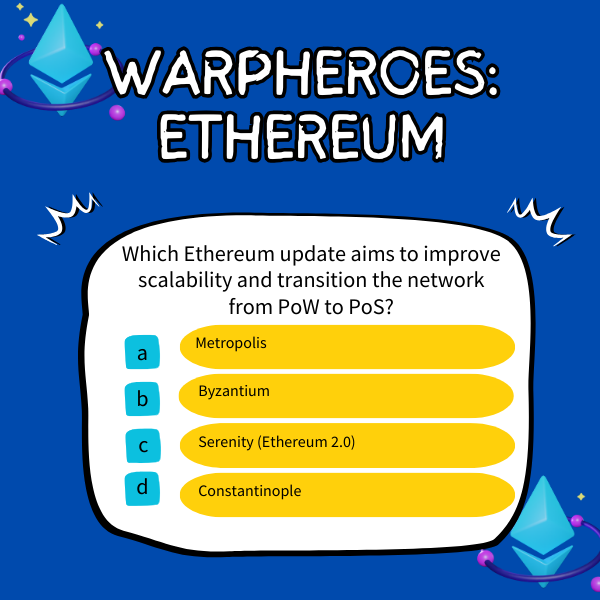 WARPHEROES:
ETHEREUM
Which Ethereum update aims to improve
scalability and transition the network
from PoW to PoS?
a Metropolis
b Byzantium
c Serenity (Ethereum 2.0)
d Constantinople